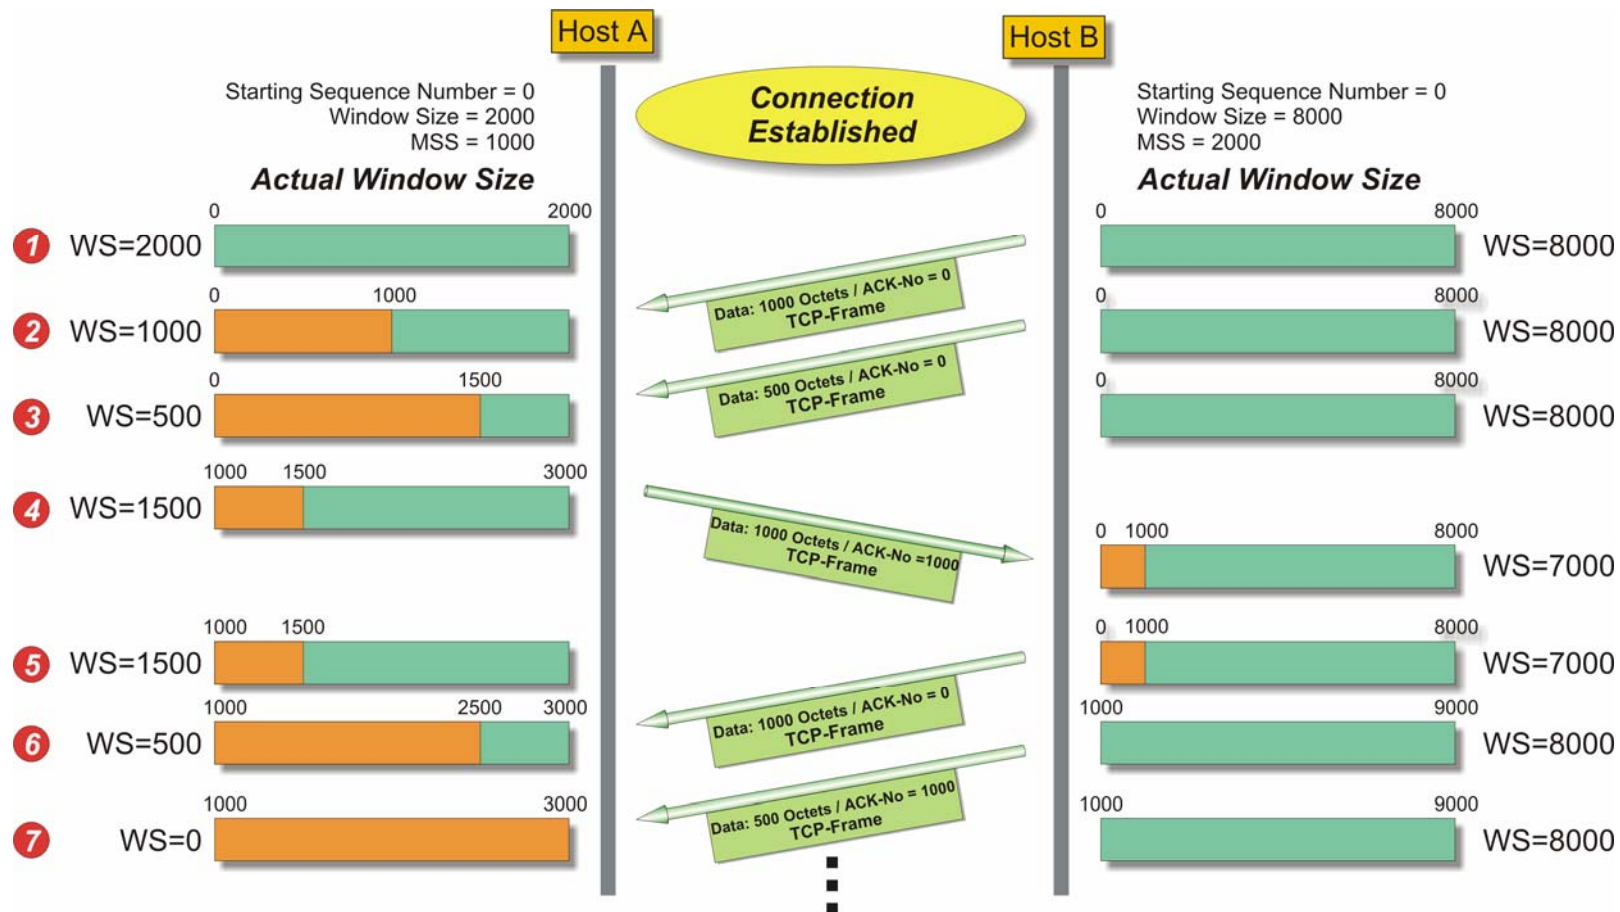 Host A
Host B
Starting Sequence Number = 0
Window Size = 2000
MSS = 1000
Connection
Established
Starting Sequence Number = 0
Window Size = 8000
MSS = 2000
Actual Window Size
Actual Window Size
0 2000
0 8000
1 WS=2000
WS=8000
Data: 1000 Octets / ACK-No = 0
TCP-Frame
0 1000
0 8000
2 WS=1000
WS=8000
Data: 500 Octets / ACK-No = 0
TCP-Frame
0 1500
0 8000
3 WS=500
WS=8000
1000 1500 3000
4 WS=1500
Data: 1000 Octets / ACK-No =1000
TCP-Frame
0 1000 8000
WS=7000
1000 1500
0 1000 8000
5 WS=1500
WS=7000
Data: 1000 Octets / ACK-No = 0
TCP-Frame
1000 2500 3000
1000 9000
6 WS=500
WS=8000
Data: 500 Octets / ACK-No = 1000
TCP-Frame
1000 3000
1000 9000
7 WS=0
WS=8000